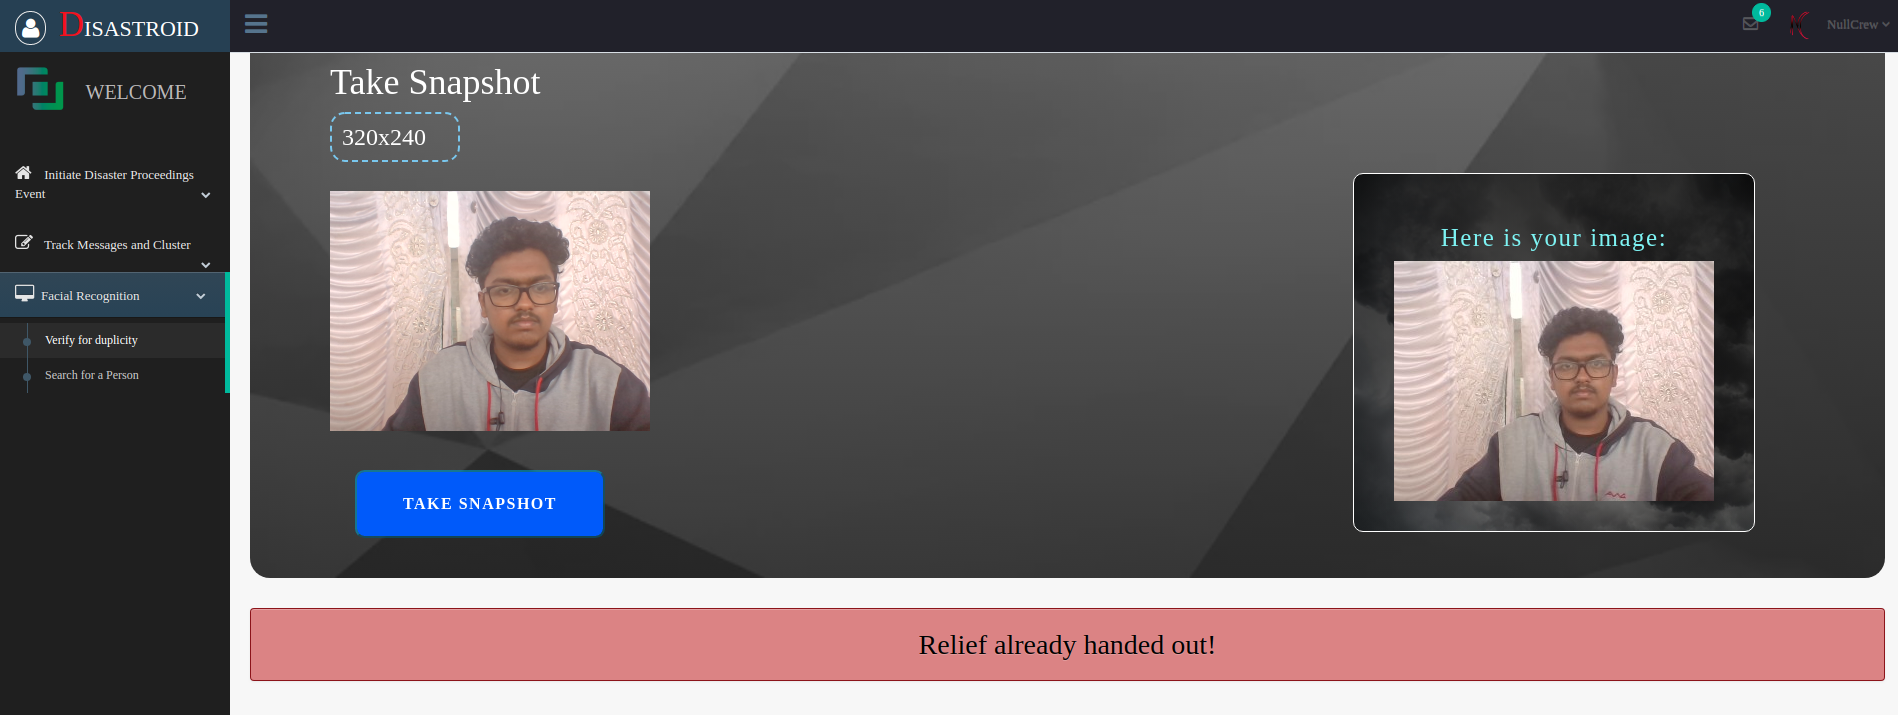 DISASTROID
6
NullCrew
WELCOME
Initiate Disaster Proceedings
Event
Track Messages and Cluster
Facial Recognition
Verify for duplicity
Search for a Person
Take Snapshot
320x240
TAKE SNAPSHOT
Here is your image:
Relief already handed out!